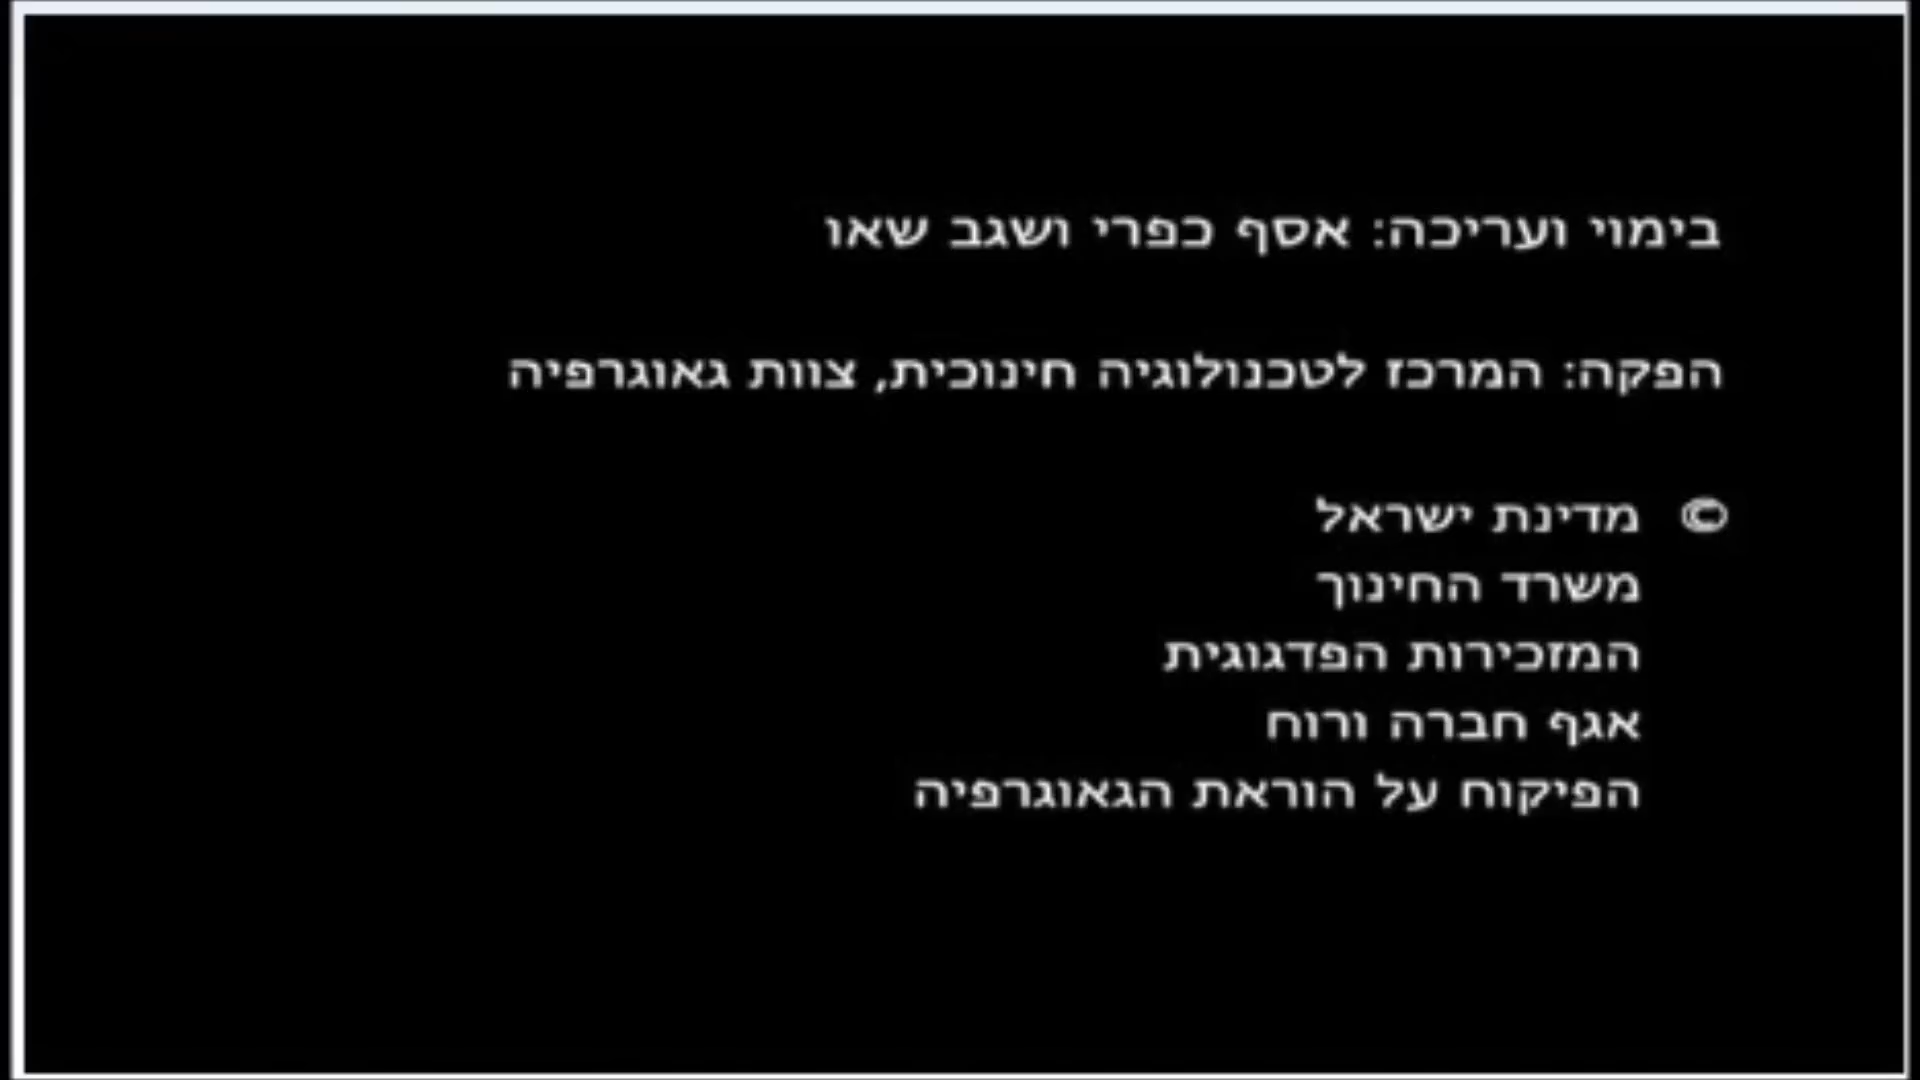 בימוי ועריכה: אסף כפרי ושגב שאו
הפקה: המרכז לטכנולוגיה חינוכית, צוות גאוגרפיה
© מדינת ישראל
משרד החינוך
המזכירות הפדגוגית
אגף חברה ורוח
הפיקוח על הוראת הגאוגרפיה